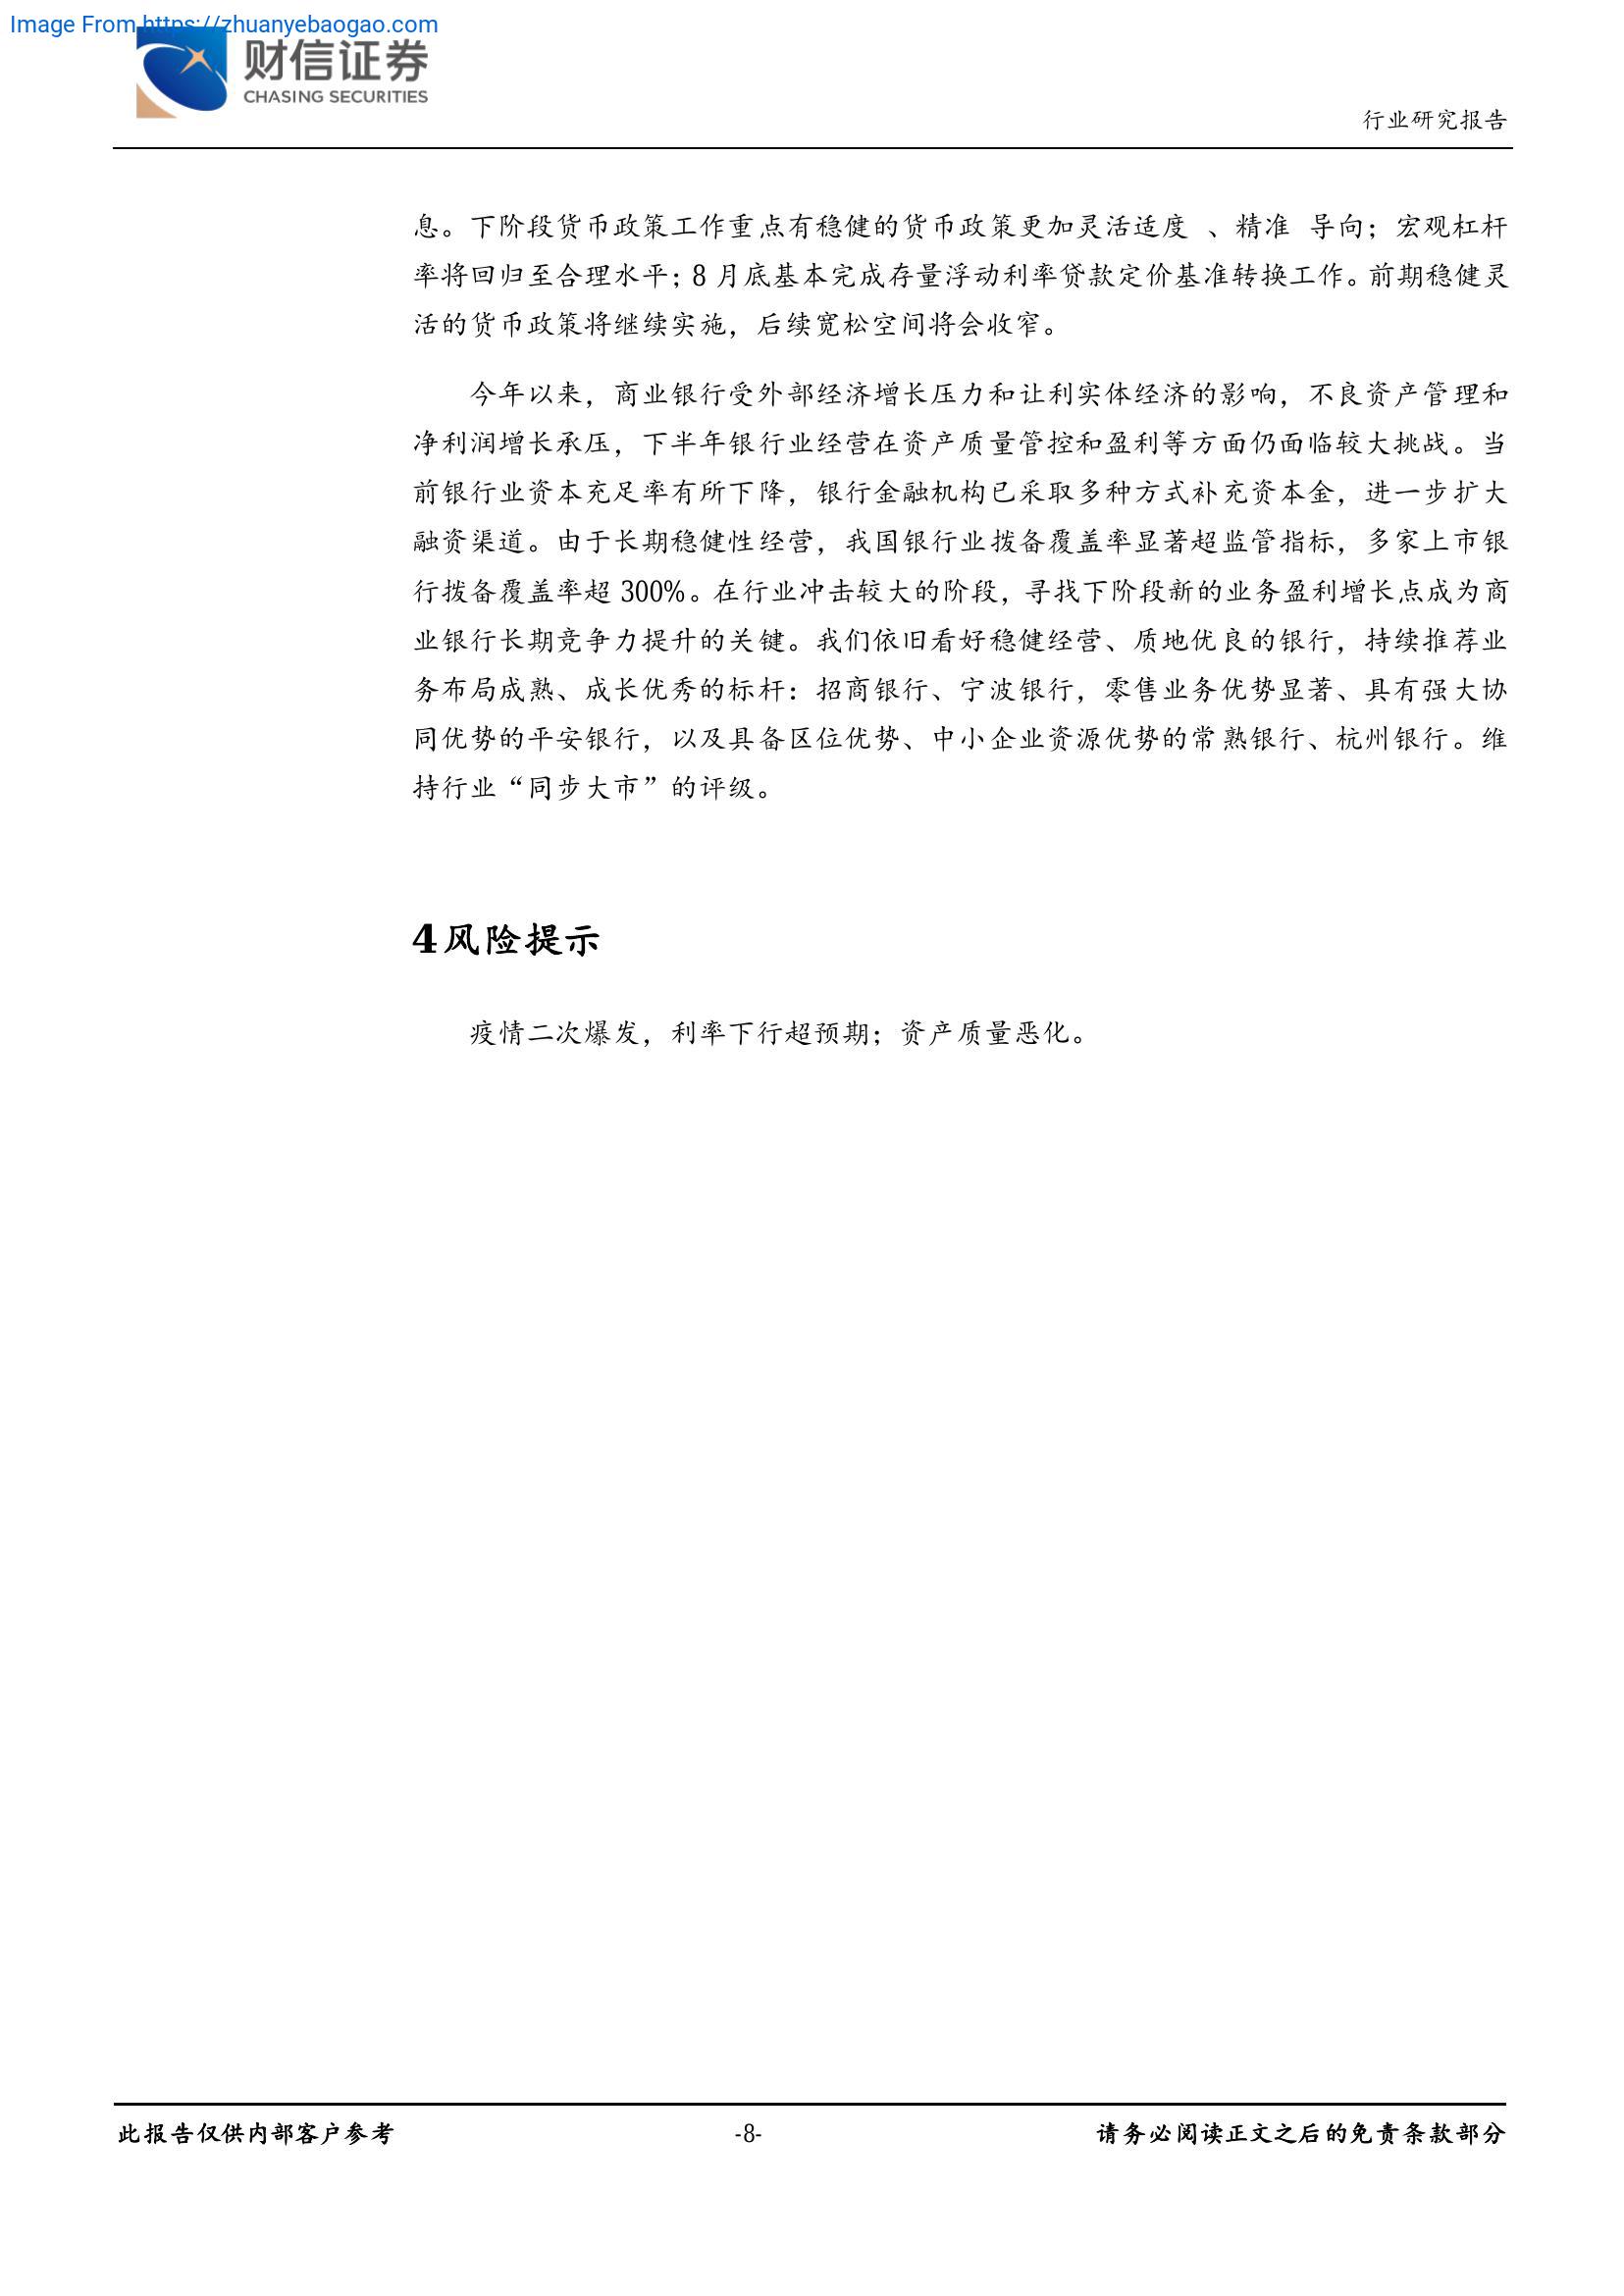 Image From https://zhuanyebaogao.com
财信证券
CHASING SECURITIES
行业研究报告
息。下阶段货币政策工作重点有稳健的货币政策更加灵活适度 、精准 导向；宏观杠杆
率将回归至合理水平；8 月底基本完成存量浮动利率贷款定价基准转换工作。前期稳健灵
活的货币政策将继续实施，后续宽松空间将会收窄。
今年以来，商业银行受外部经济增长压力和让利实体经济的影响，不良资产管理和
净利润增长承压，下半年银行业经营在资产质量管控和盈利等方面仍面临较大挑战。当
前银行业资本充足率有所下降，银行金融机构已采取多种方式补充资本金，进一步扩大
融资渠道。由于长期稳健性经营，我国银行业拨备覆盖率显著超监管指标，多家上市银
行拨备覆盖率超 300%。在行业冲击较大的阶段，寻找下阶段新的业务盈利增长点成为商
业银行长期竞争力提升的关键。我们依旧看好稳健经营、质地优良的银行，持续推荐业
务布局成熟、成长优秀的标杆：招商银行、宁波银行，零售业务优势显著、具有强大协
同优势的平安银行，以及具备区位优势、中小企业资源优势的常熟银行、杭州银行。维
持行业“同步大市”的评级。
4 风险提示
疫情二次爆发，利率下行超预期；资产质量恶化。
此报告仅供内部客户参考
-8-
请务必阅读正文之后的免责条款部分